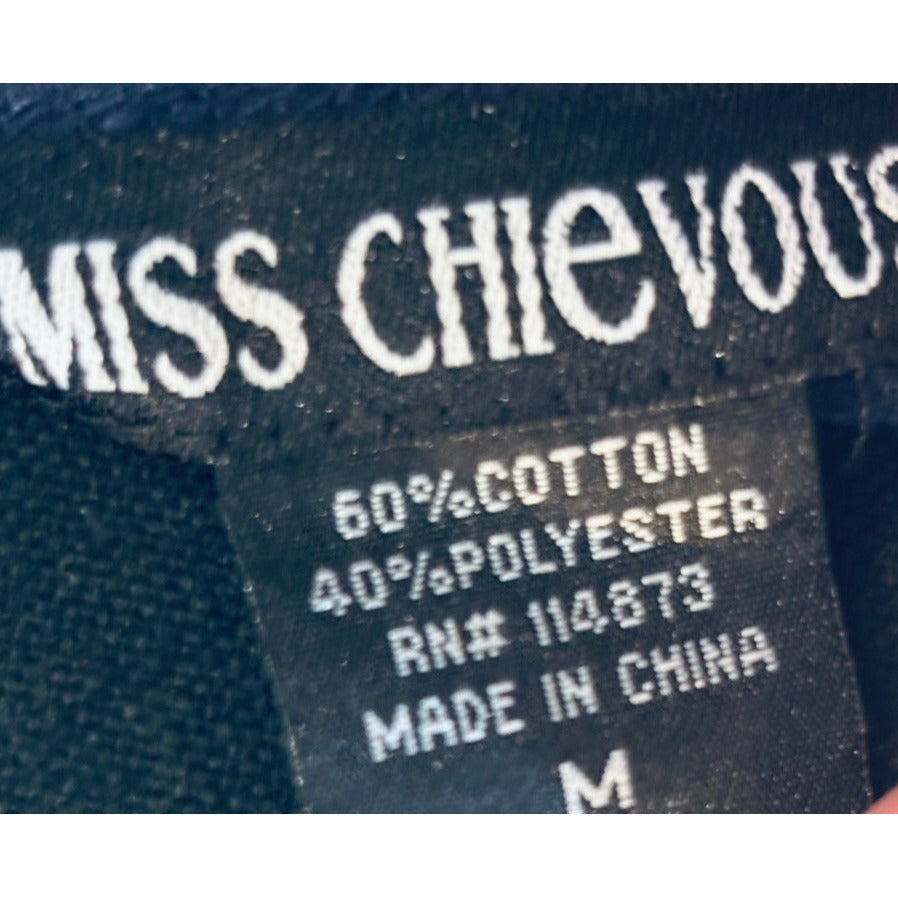 MISS CHIEVOUS
60%COTTON
40%POLYESTER
RN# 114873
MADE IN CHINA
M